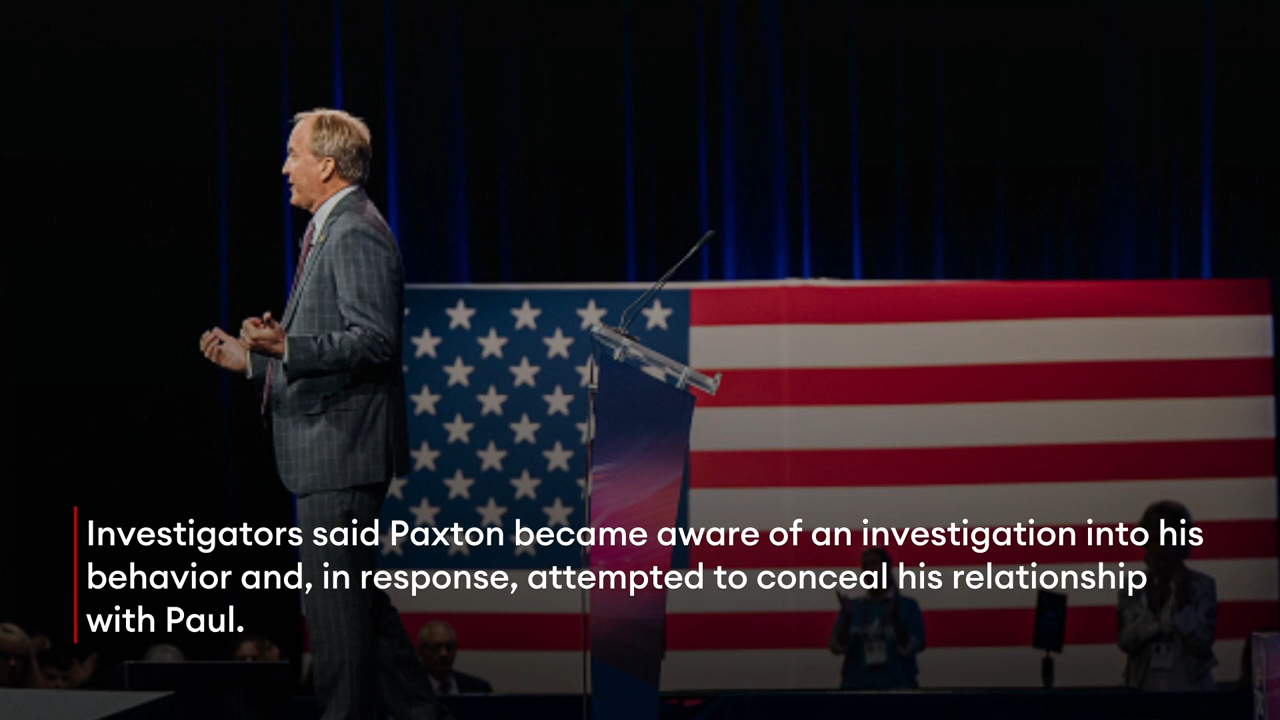 Investigators said Paxton became aware of an investigation into his
behavior and, in response, attempted to conceal his relationship
with Paul.